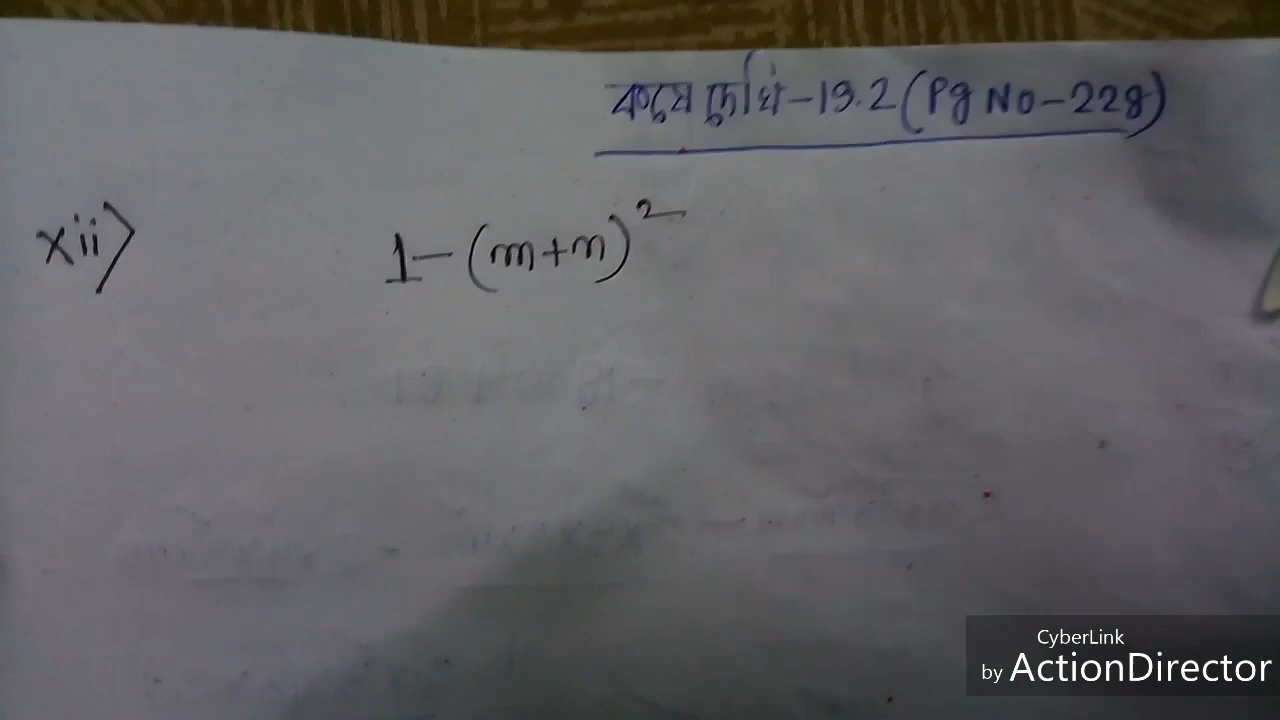 কষে দেখি-19.2 (Pg No-228)
xii) 1-(m+n)²
CyberLink
by ActionDirector